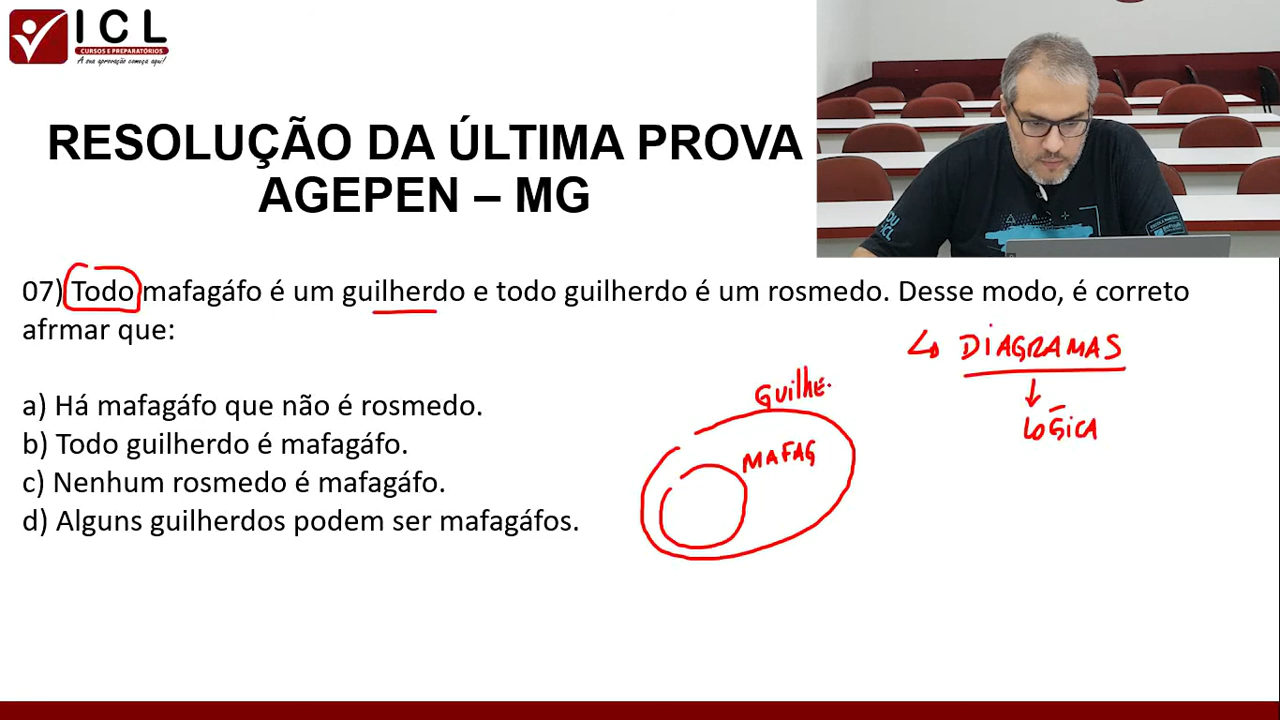 ICL
CURSOS E PREPARATÓRIOS
A sua aprovação começa aqui!
RESOLUÇÃO DA ÚLTIMA PROVA
AGEPEN – MG
07) Todo mafagáfo é um guilherdo e todo guilherdo é um rosmedo. Desse modo, é correto
afrmar que:
DIAGRAMAS
LÓGICA
a) Há mafagáfo que não é rosmedo.
b) Todo guilherdo é mafagáfo.
c) Nenhum rosmedo é mafagáfo.
d) Alguns guilherdos podem ser mafagáfos.
Guilhe
MAFAG